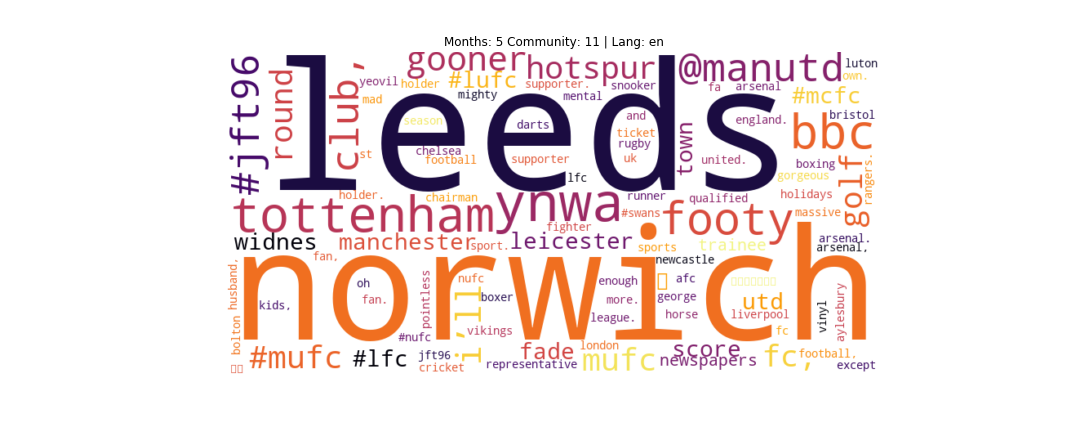 Months: 5 Community: 11 | Lang: en
leeds
norwich
gooner
hotspur
@manutd
luton
own.
#jft96
round
club,
yeovil
holder
#lufc
supporter.
snooker
fa
arsenal
#mcfc
mad
mighty
mental
bristol
season
darts
and
england.
bbc
ticket
rugby
town
st
chelsea
football
supporter
uk
united.
boxing
golf
rangers.
lfc
gorgeous
holder.
chairman
ynwa
runner
qualified
holidays
tottenham
#swans
footy
massive
fighter
widnes
manchester
sport.
leicester
sports
trainee
arsenal.
arsenal,
fan,
newcastle
husband,
oh
pointless
nufc
enough
afc
kids,
fan.
i'll
boxer
more.
george
utd
vinyl
aylesbury
league.
horse
liverpool
bolton
#nufc
vikings
fc
#mufc
#lfc
jft96
fade
london
score
fc,
football,
cricket
representative
mufc
newspapers
except